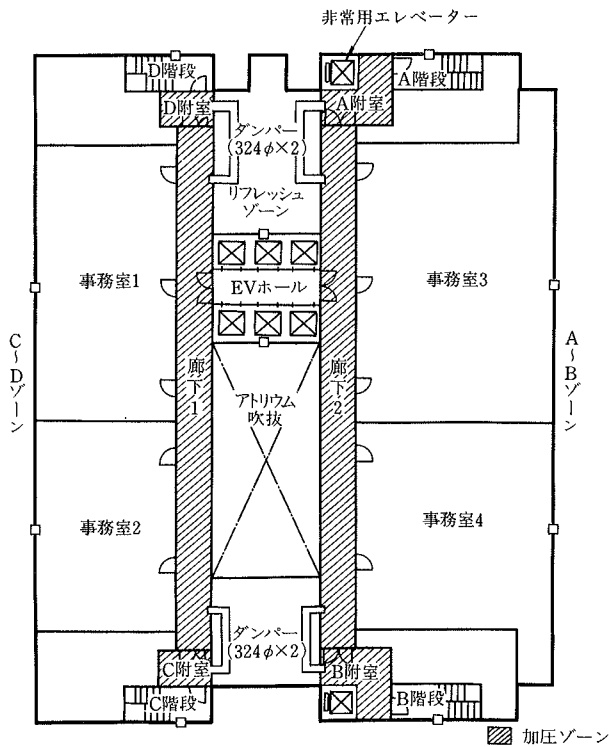 非常用エレベーター
D階段
A階段
D附室
A附室
ダンパー
(324φ×2)
リフレッシュ
ゾーン
事務室1
EVホール
事務室3
C〜Dゾーン
廊下1
アトリウム
吹抜
廊下2
A〜Bゾーン
事務室2
事務室4
ダンパー
(324φ×2)
C附室
B附室
C階段
B階段
加圧ゾーン